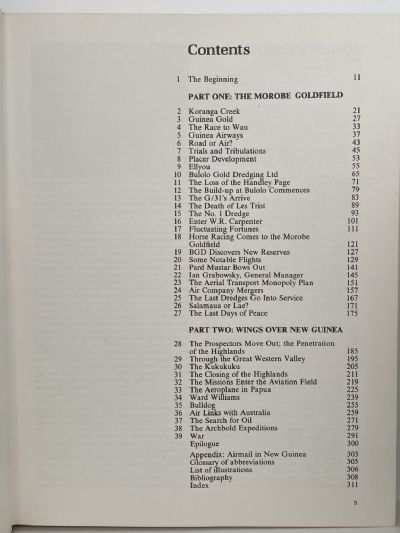 Contents
1 The Beginning 11
PART ONE: THE MOROBE GOLDFIELD
2 Koranga Creek 21
3 Guinea Gold 27
4 The Race to Wau 33
5 Guinea Airways 37
6 Road or Air? 43
7 Trials and Tribulations 45
8 Placer Development 53
9 Ellyou 55
10 Bulolo Gold Dredging Ltd 65
11 The Loss of the Handley Page 71
12 The Build-up at Bulolo Commences 79
13 The G/31's Arrive 83
14 The Death of Les Trist 89
15 The No. 1 Dredge 93
16 Enter W.R. Carpenter 101
17 Fluctuating Fortunes 111
18 Horse Racing Comes to the Morobe
Goldfield 121
19 BGD Discovers New Reserves 127
20 Some Notable Flights 129
21 Pard Mustar Bows Out 141
22 Ian Grabowsky, General Manager 145
23 The Aerial Transport Monopoly Plan 151
24 Air Company Mergers 157
25 The Last Dredges Go Into Service 167
26 Salamaua or Lae? 171
27 The Last Days of Peace 175
PART TWO: WINGS OVER NEW GUINEA
28 The Prospectors Move Out; the Penetration
of the Highlands 185
29 Through the Great Western Valley 195
30 The Kukukuku 205
31 The Closing of the Highlands 211
32 The Missions Enter the Aviation Field 219
33 The Aeroplane in Papua 225
34 Ward Williams 239
35 Bulldog 255
36 Air Links with Australia 259
37 The Search for Oil 271
38 The Archbold Expeditions 279
39 War 291
Epilogue 300
Appendix: Airmail in New Guinea 303
Glossary of abbreviations 305
List of illustrations 306
Bibliography 308
Index 311
5